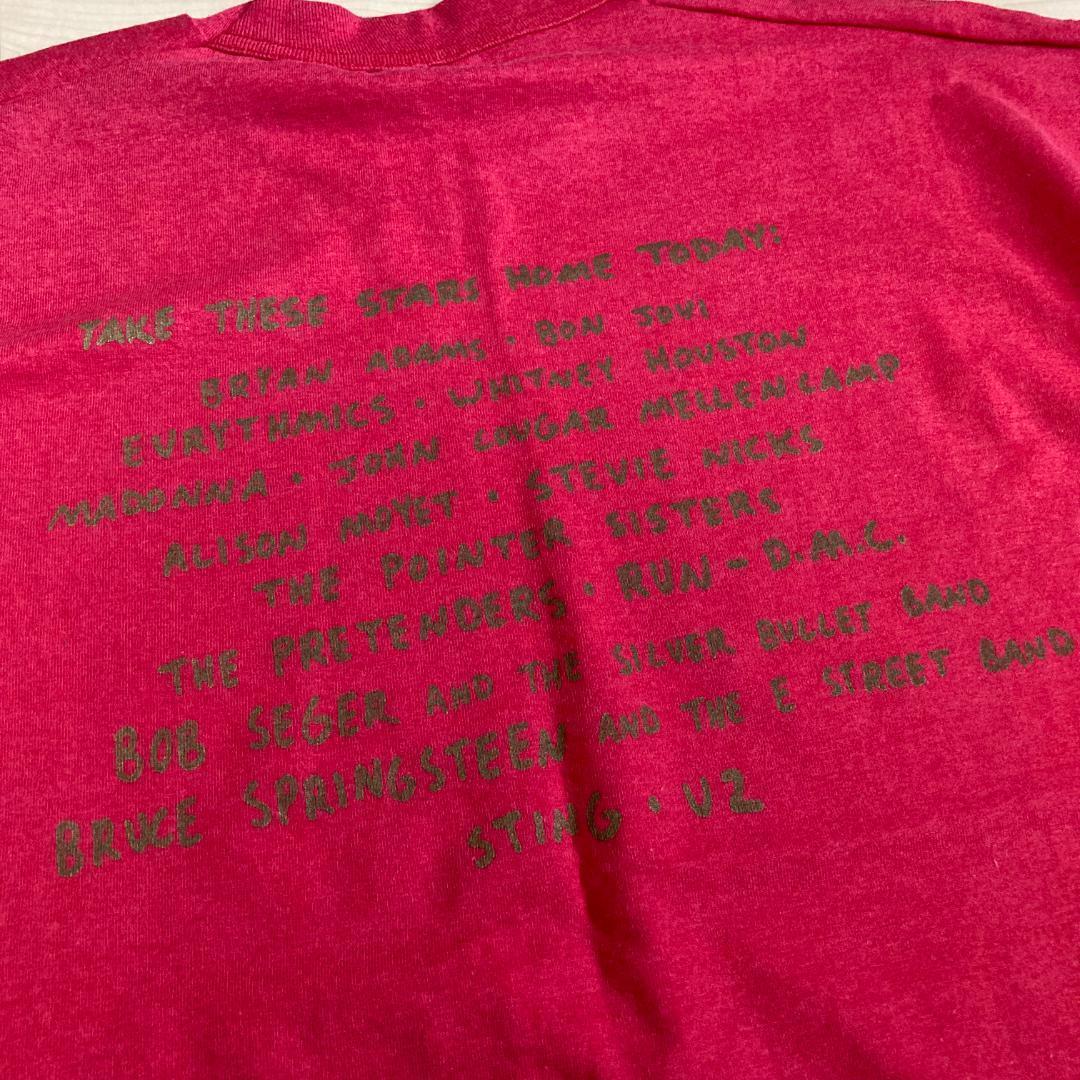 TAKE THESE STARS HOME TODAY:
BRYAN ADAMS · BON JOVI
EURYTHMICS · WHITNEY HOUSTON
MADONNA · JOHN COUGAR MELLENCAMP
ALISON MOYET · STEVIE NICKS
THE POINTER SISTERS
THE PRETENDERS · RUN-D.M.C.
BOB SEGER AND THE SILVER BULLET BAND
BRUCE SPRINGSTEEN AND THE E STREET BAND
STING · U2